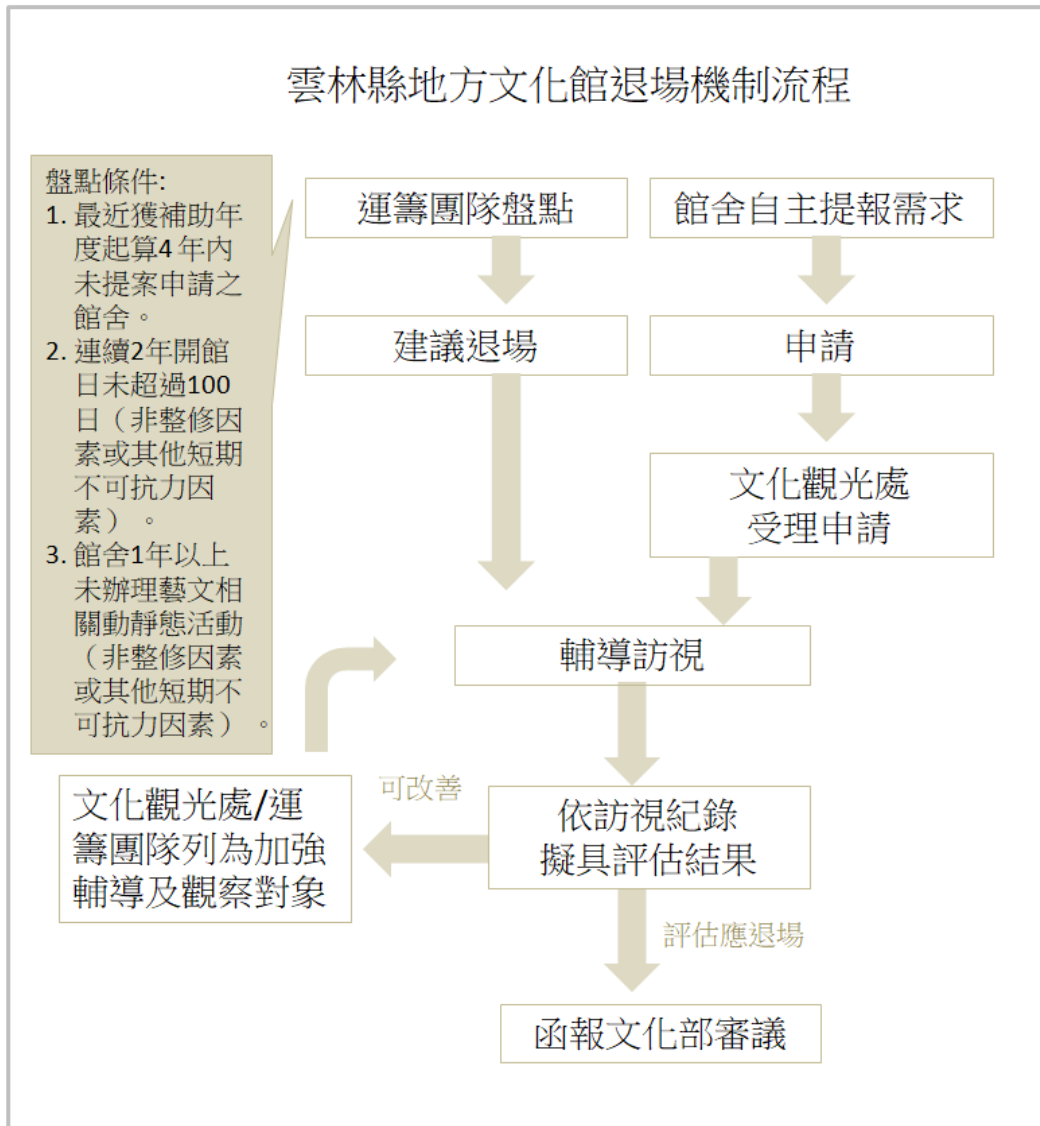 雲林縣地方文化館退場機制流程
盤點條件:
1. 最近獲補助年
度起算4年內
未提案申請之
館舍。
2. 連續2年開館
日未超過100
日（非整修因
素或其他短期
不可抗力因
素）。
3. 館舍1年以上
未辦理藝文相
關動靜態活動
（非整修因素
或其他短期不
可抗力因素）。
運籌團隊盤點
館舍自主提報需求
建議退場
申請
文化觀光處
受理申請
輔導訪視
依訪視紀錄
擬具評估結果
可改善
文化觀光處/運
籌團隊列為加強
輔導及觀察對象
評估應退場
函報文化部審議